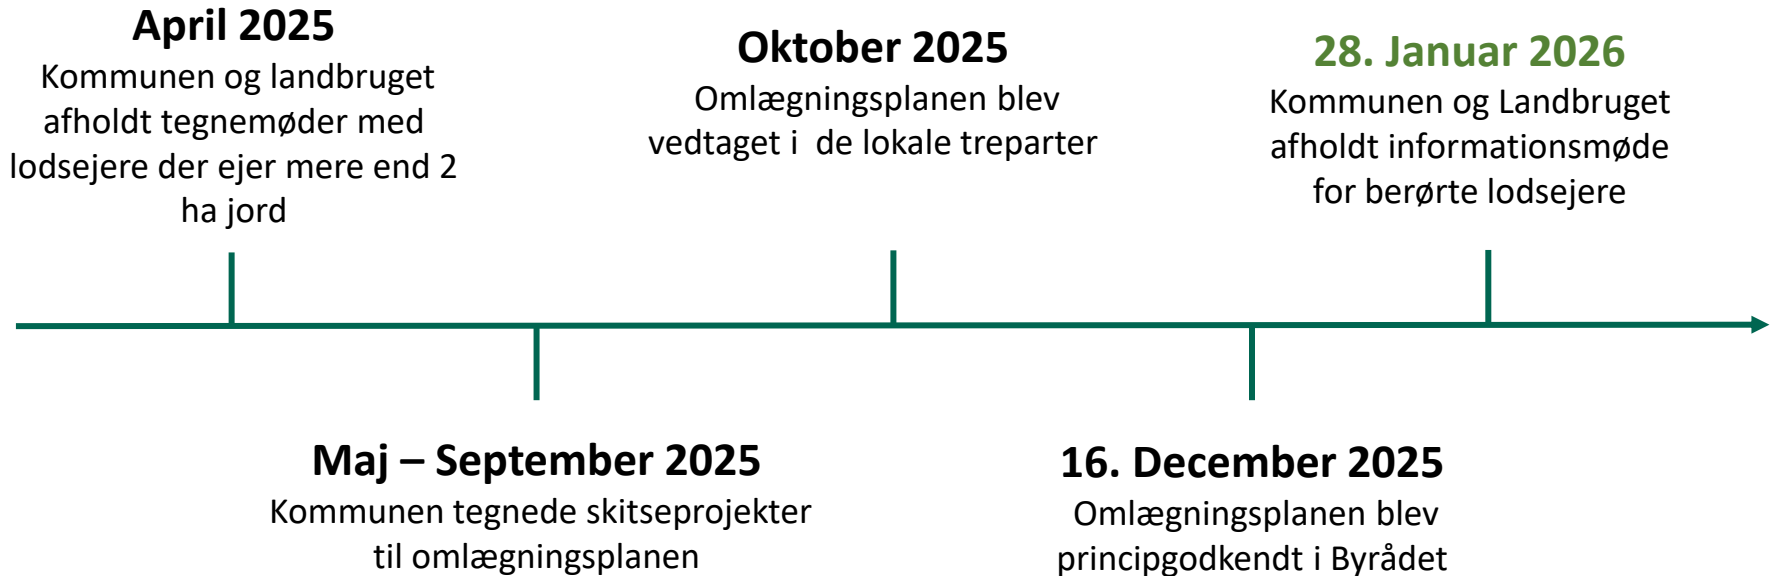 April 2025
Kommunen og landbruget
afholdt tegnemøder med
lodsejere der ejer mere end 2
ha jord
Maj – September 2025
Kommunen tegnede skitseprojekter
til omlægningsplanen
Oktober 2025
Omlægningsplanen blev
vedtaget i  de lokale treparter
16. December 2025
Omlægningsplanen blev
principgodkendt i Byrådet
28. Januar 2026
Kommunen og Landbruget
afholdt informationsmøde
for berørte lodsejere